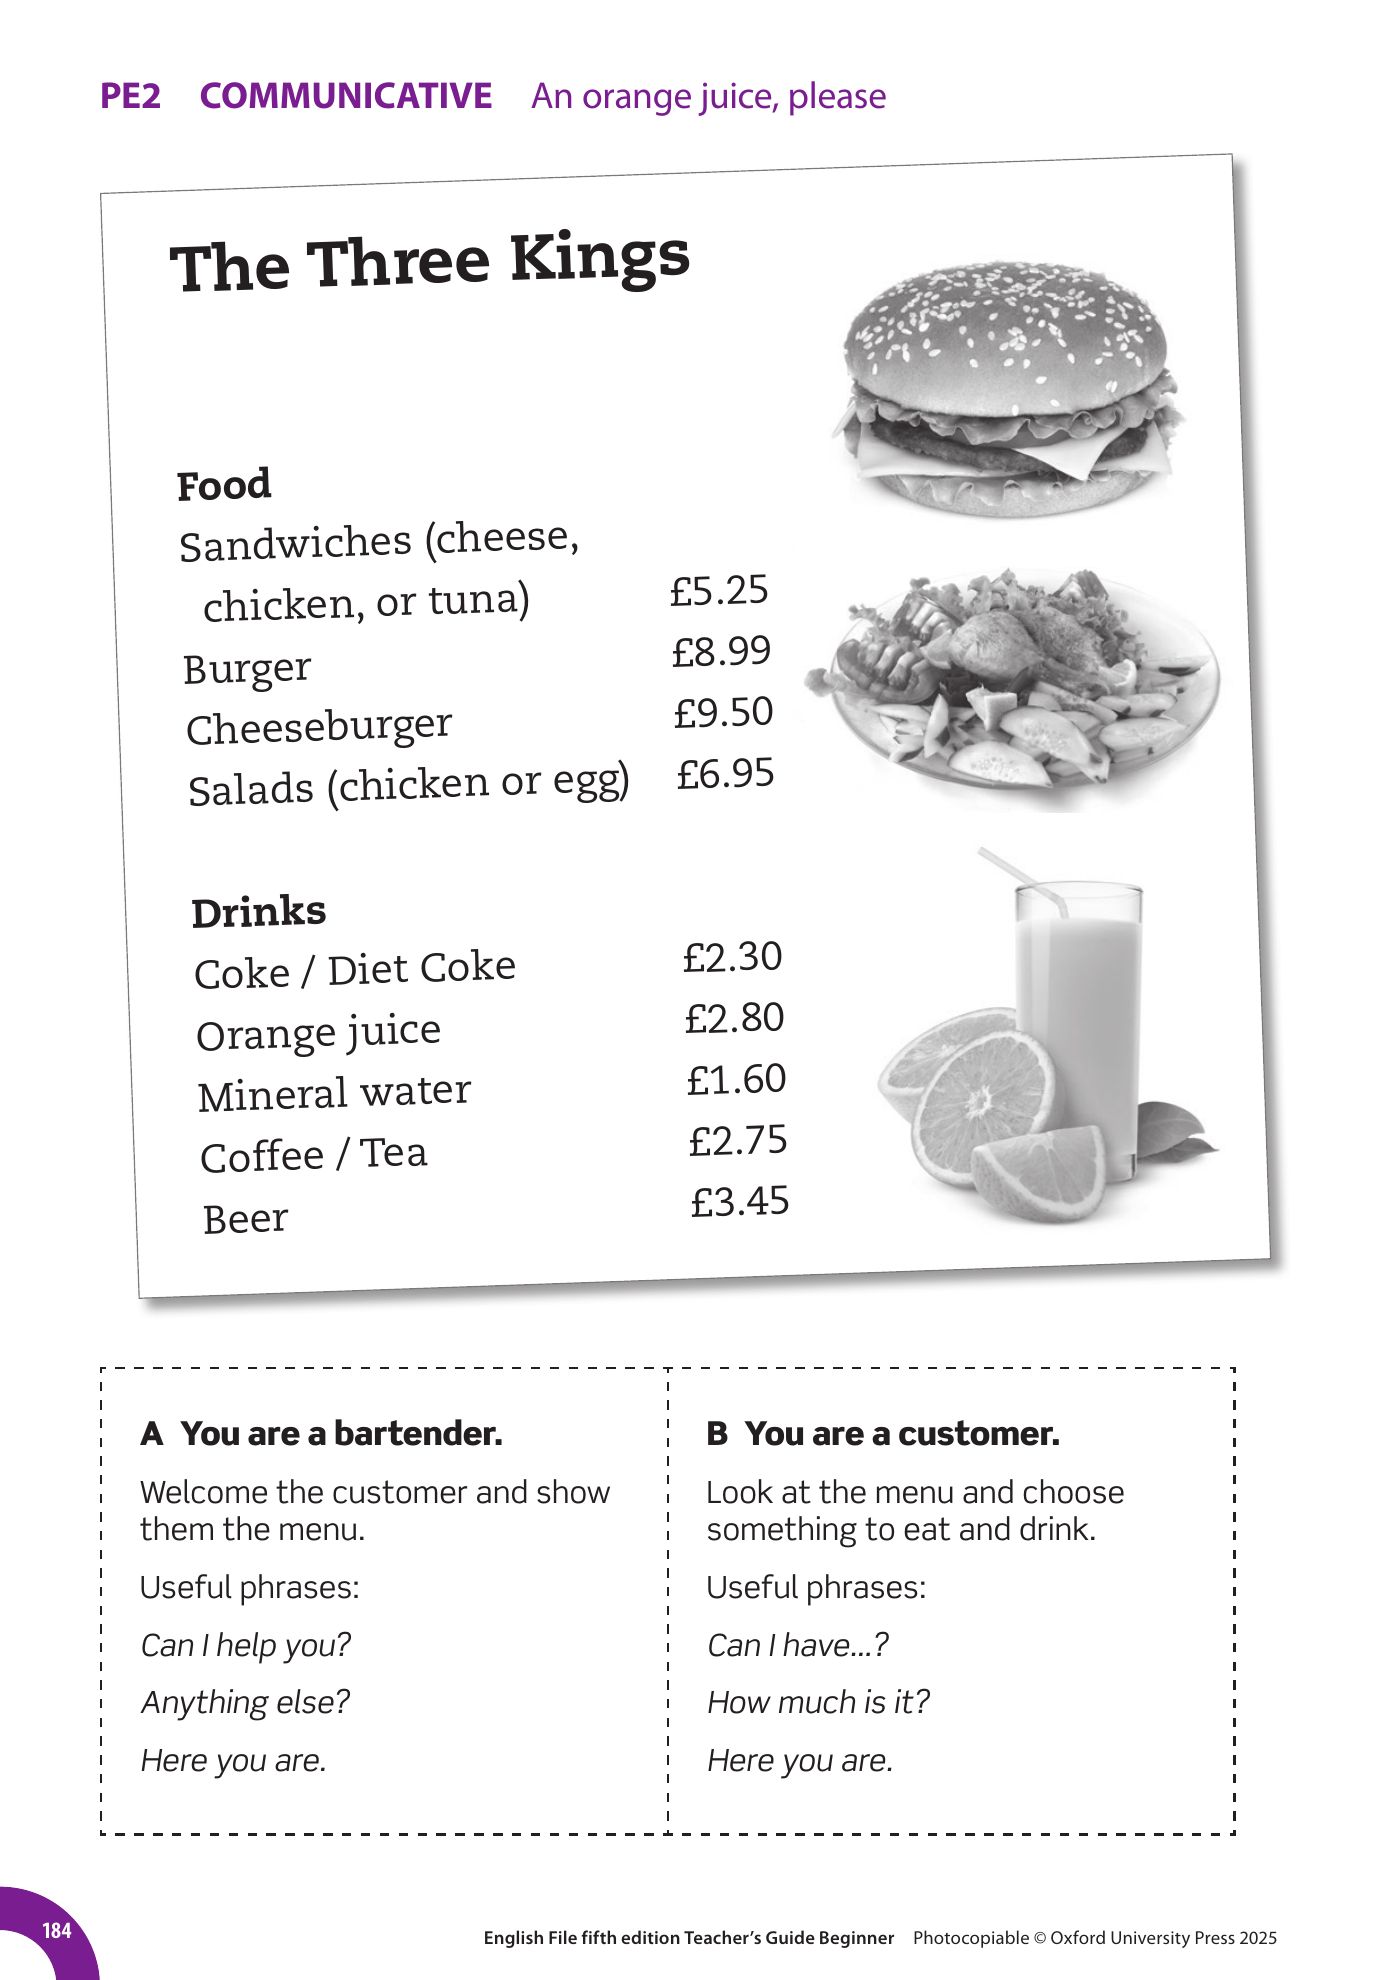 PE2 COMMUNICATIVE An orange juice, please
The Three Kings
Food
Sandwiches (cheese,
chicken, or tuna) £5.25
Burger £8.99
Cheeseburger £9.50
Salads (chicken or egg) £6.95
Drinks
Coke / Diet Coke £2.30
Orange juice £2.80
Mineral water £1.60
Coffee / Tea £2.75
Beer £3.45
A You are a bartender.
Welcome the customer and show
them the menu.
Useful phrases:
Can I help you?
Anything else?
Here you are.
B You are a customer.
Look at the menu and choose
something to eat and drink.
Useful phrases:
Can I have…?
How much is it?
Here you are.
184
English File fifth edition Teacher’s Guide Beginner Photocopiable © Oxford University Press 2025